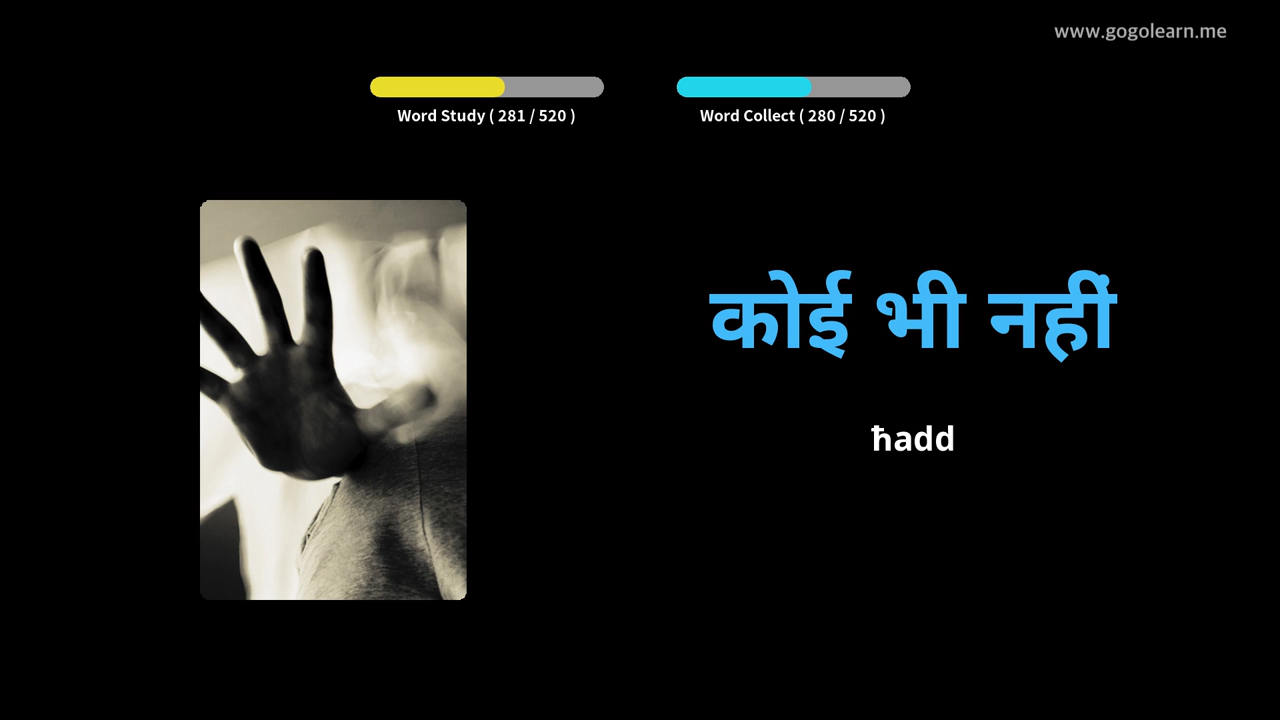 www.gogolearn.me
Word Study ( 281 / 520 )
Word Collect ( 280 / 520 )
कोई भी नहीं
ħadd